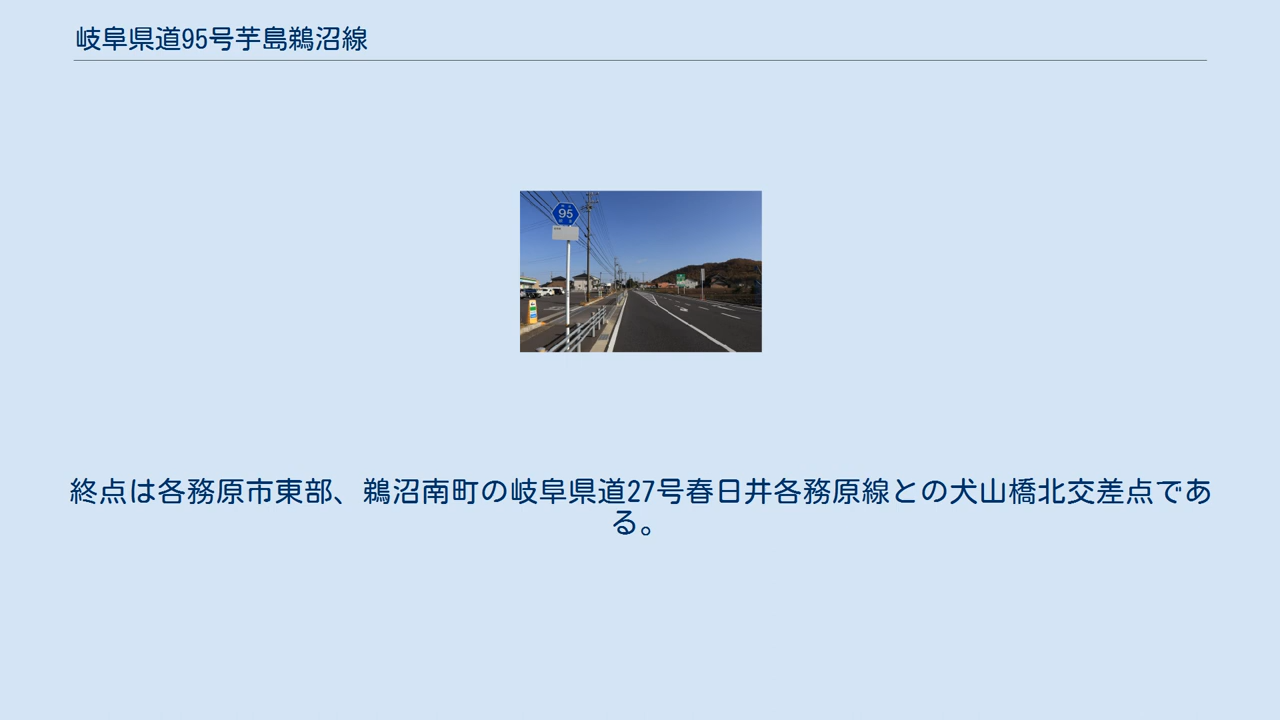 岐阜県道95号芋島鵜沼線
95
終点は各務原市東部、鵜沼南町の岐阜県道27号春日井各務原線との犬山橋北交差点であ
る。